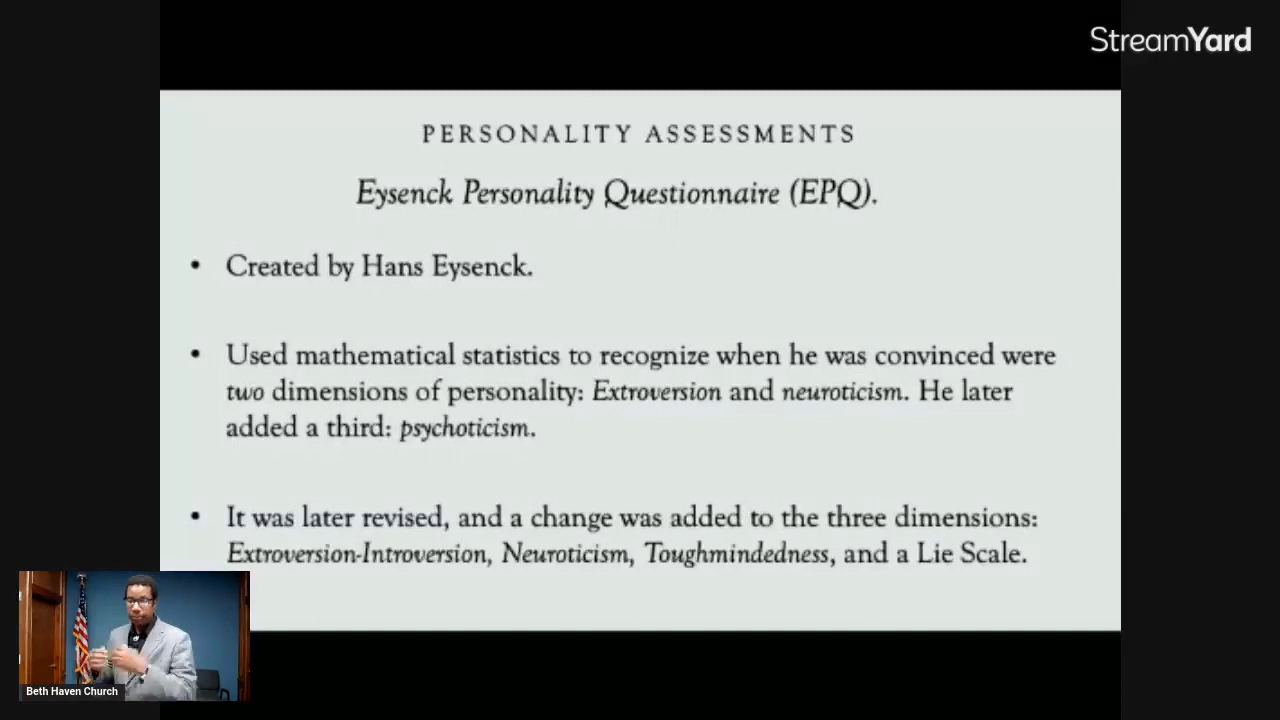 StreamYard
PERSONALITY ASSESSMENTS
Eysenck Personality Questionnaire (EPQ).
• Created by Hans Eysenck.
• Used mathematical statistics to recognize when he was convinced were
two dimensions of personality: Extroversion and neuroticism. He later
added a third: psychoticism.
• It was later revised, and a change was added to the three dimensions:
Extroversion-Introversion, Neuroticism, Toughmindedness, and a Lie Scale.
Beth Haven Church